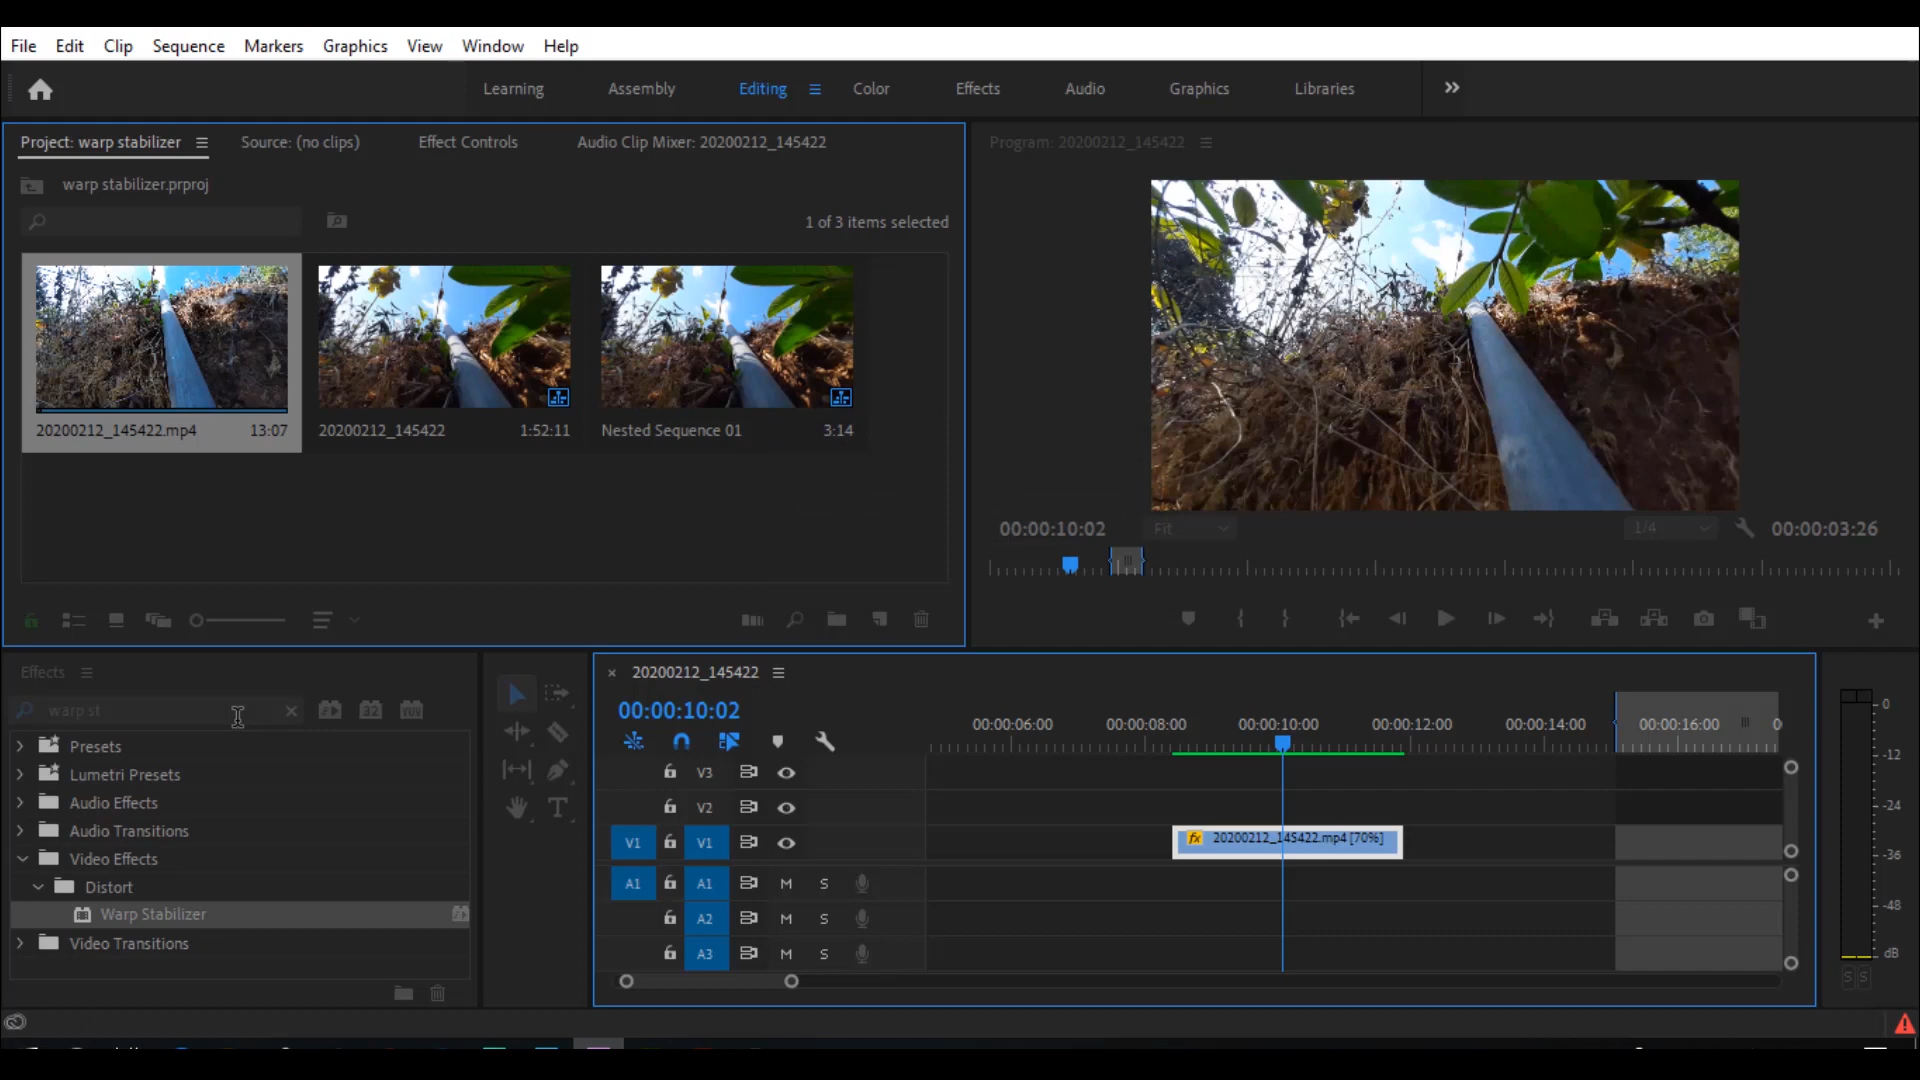 File Edit Clip Sequence Markers Graphics View Window Help
Learning Assembly Editing Color Effects Audio Graphics Libraries
Project: warp stabilizer Source: (no clips) Effect Controls Audio Clip Mixer: 20200212_145422
warp stabilizer.prproj
1 of 3 items selected
20200212_145422.mp4 13:07
20200212_145422 1:52:11
Nested Sequence 01 3:14
Program: 20200212_145422
00:00:10:02 Fit 1/4 00:00:03:26
Effects
warp st
32 YUV
Presets
Lumetri Presets
Audio Effects
Audio Transitions
Video Effects
Distort
Warp Stabilizer
Video Transitions
× 20200212_145422
00:00:10:02
00:00:06:00 00:00:08:00 00:00:10:00 00:00:12:00 00:00:14:00 00:00:16:00 0
V3
V2
V1 V1 fx 20200212_145422.mp4 [70%]
A1 A1 M S
A2 M S
A3 M S
0
-12
-24
-36
-48
dB
S S